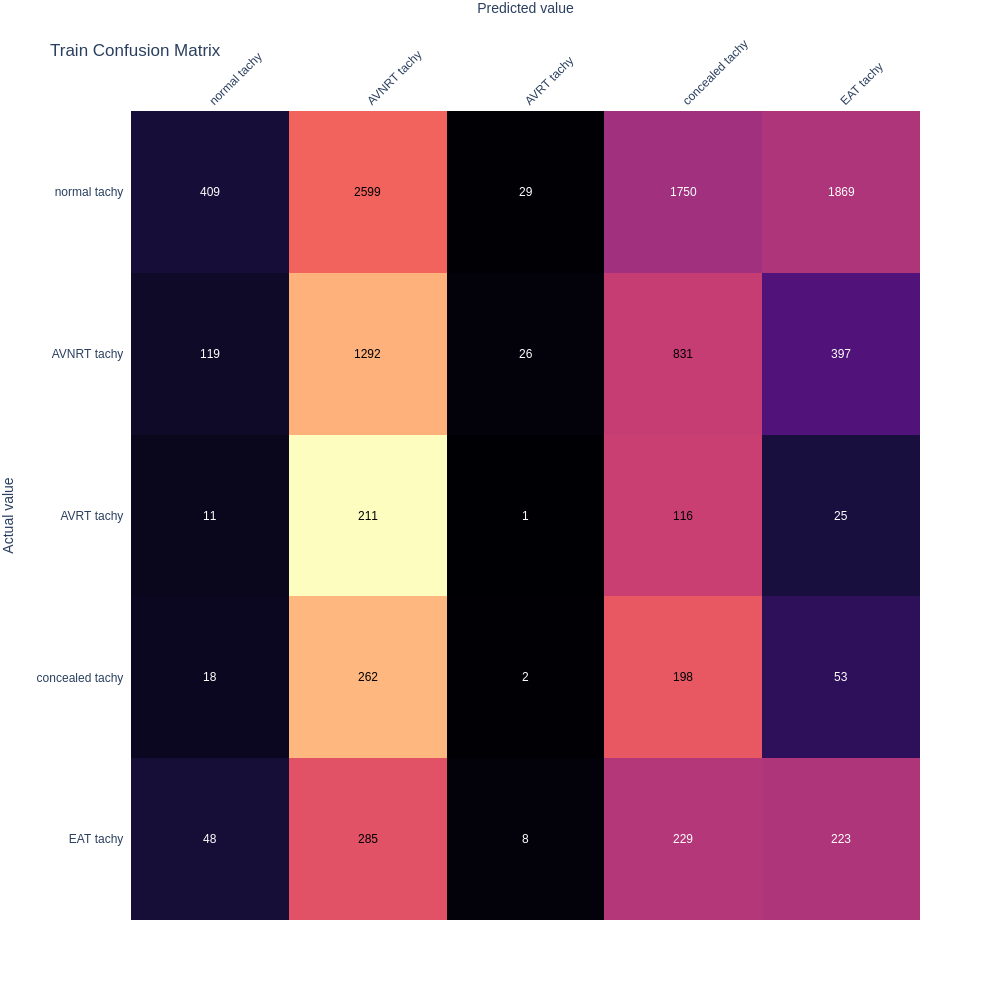 Predicted value
Train Confusion Matrix
normal tachy AVNRT tachy AVRT tachy concealed tachy EAT tachy
normal tachy 409 2599 29 1750 1869
AVNRT tachy 119 1292 26 831 397
AVRT tachy 11 211 1 116 25
concealed tachy 18 262 2 198 53
EAT tachy 48 285 8 229 223
Actual value